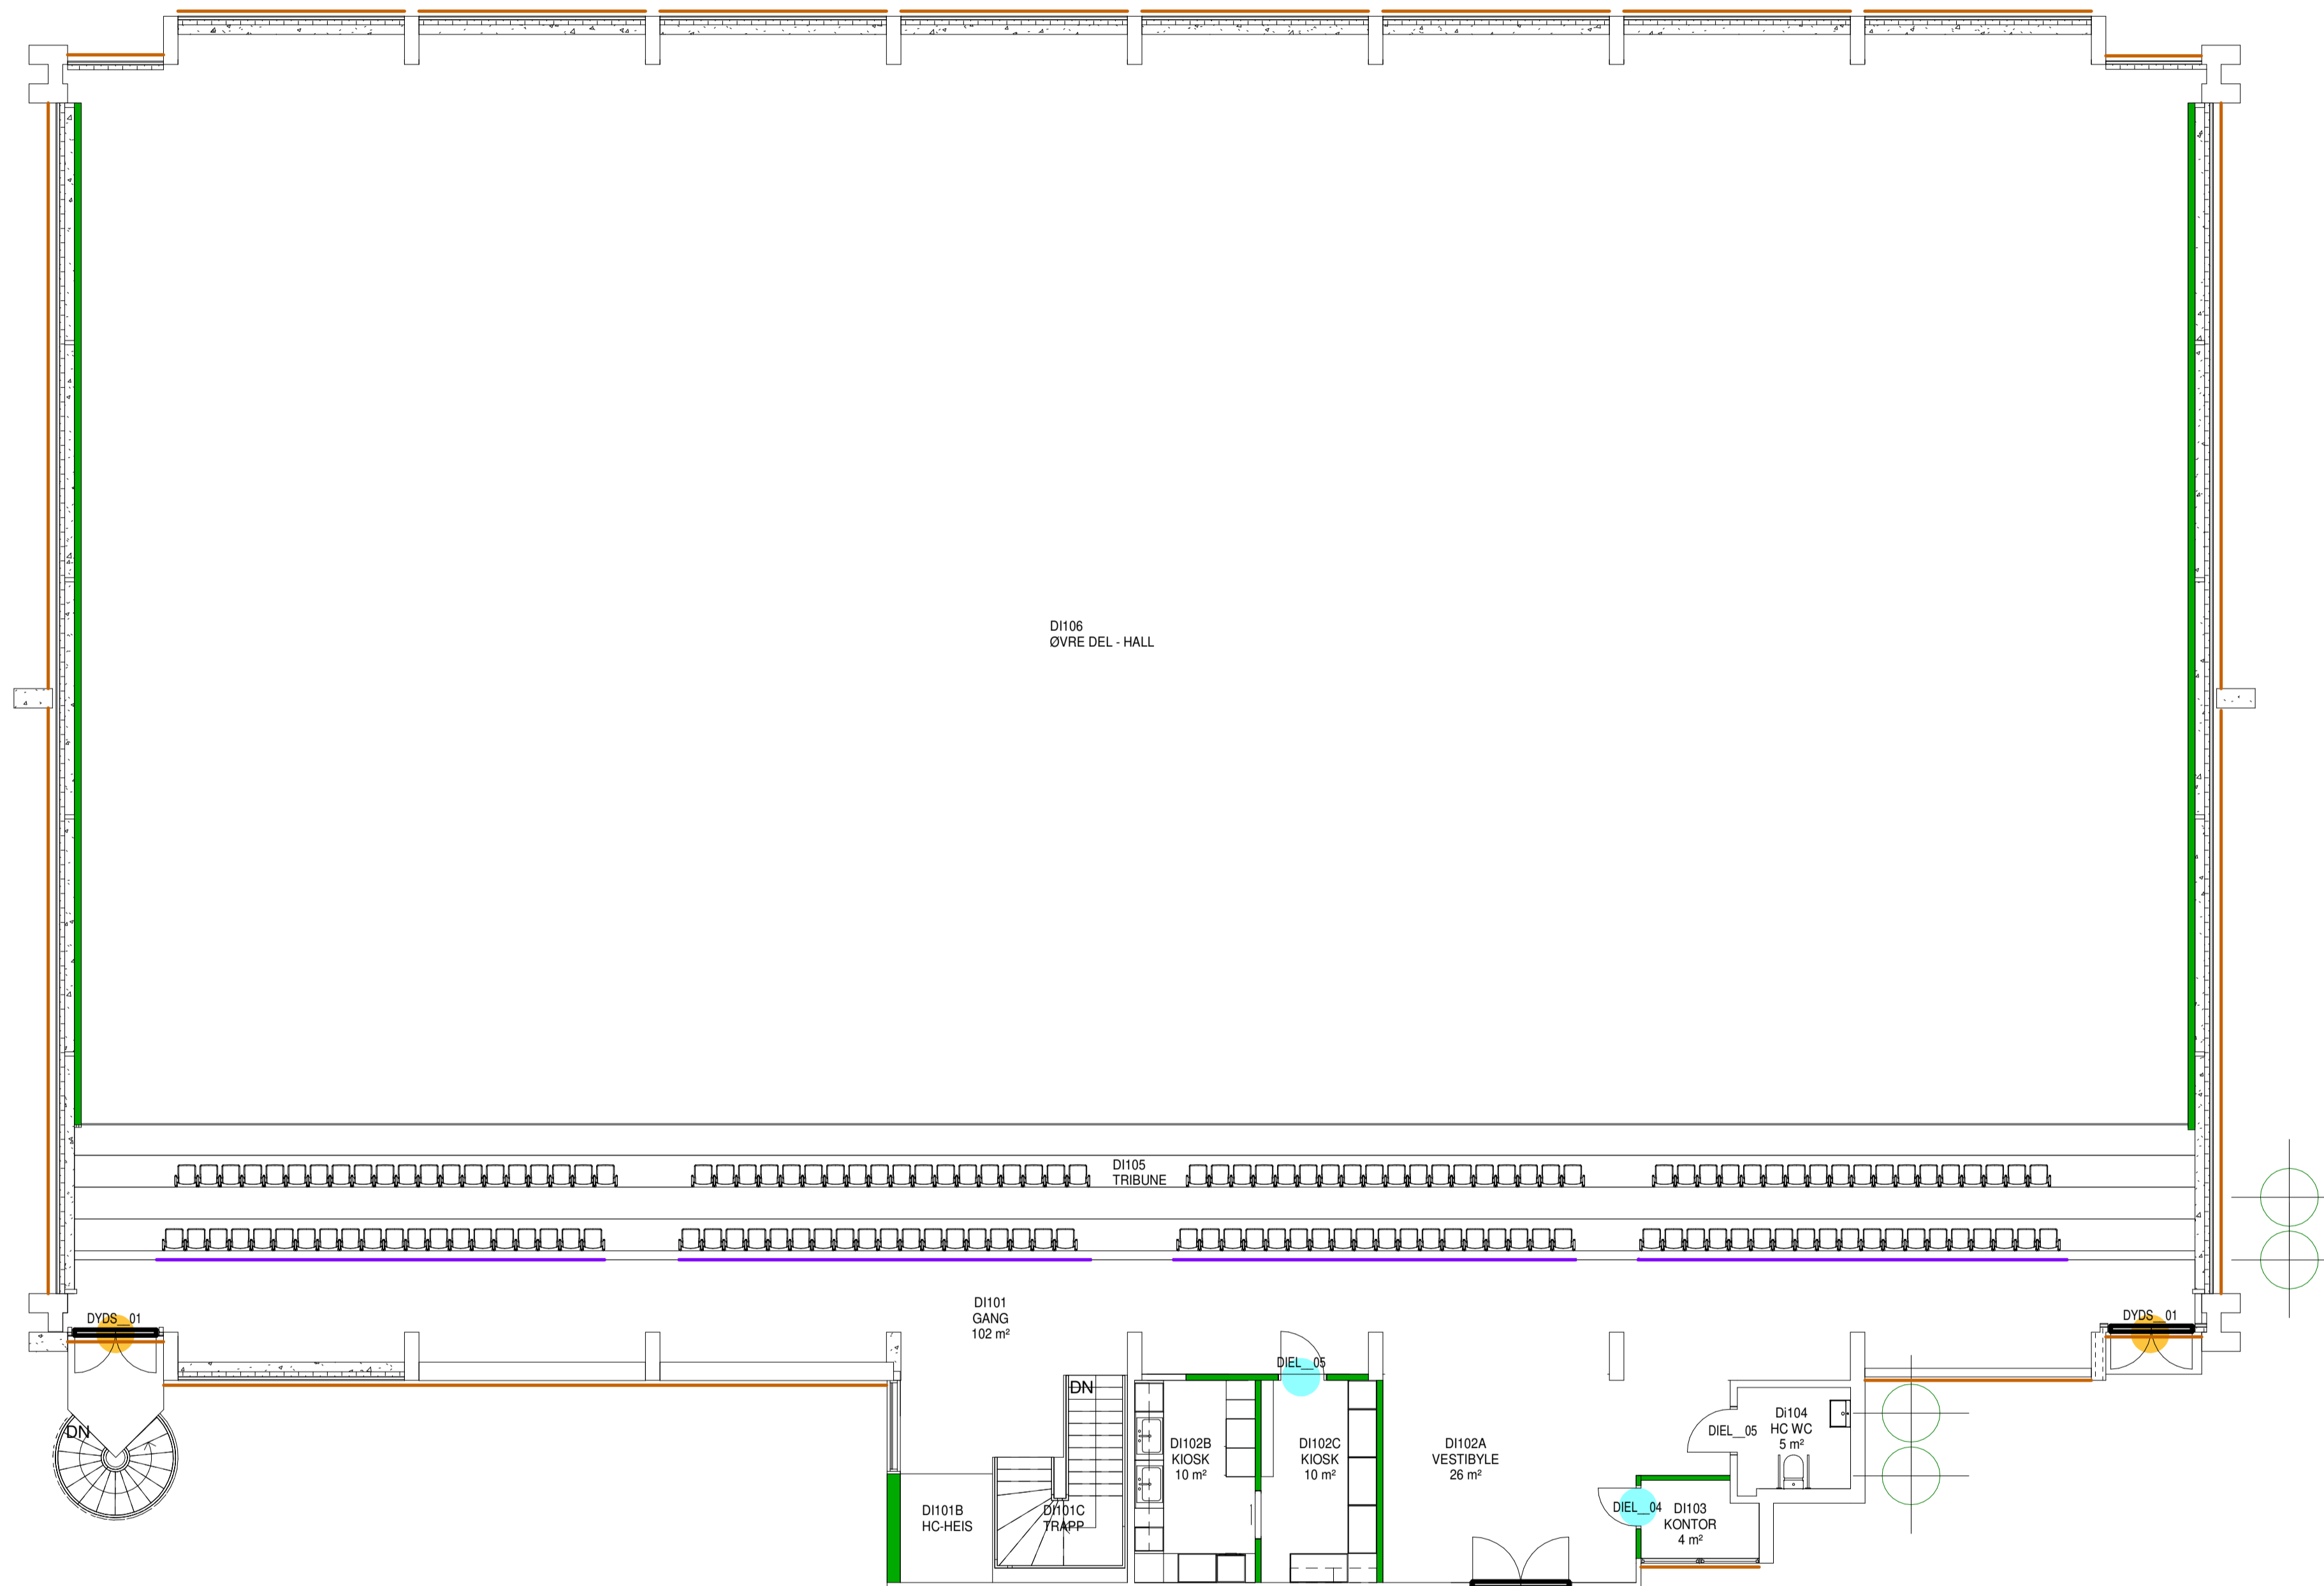 DI106
ØVRE DEL - HALL
DI105
TRIBUNE
DI101
GANG
102 m²
DYDS__01
DYDS__01
DIEL__05
DN
DN
DI102B
KIOSK
10 m²
DI102C
KIOSK
10 m²
DI102A
VESTIBYLE
26 m²
DIEL__05
Di104
HC WC
5 m²
DI101B
HC-HEIS
DI101C
TRAPP
DIEL__04
DI103
KONTOR
4 m²